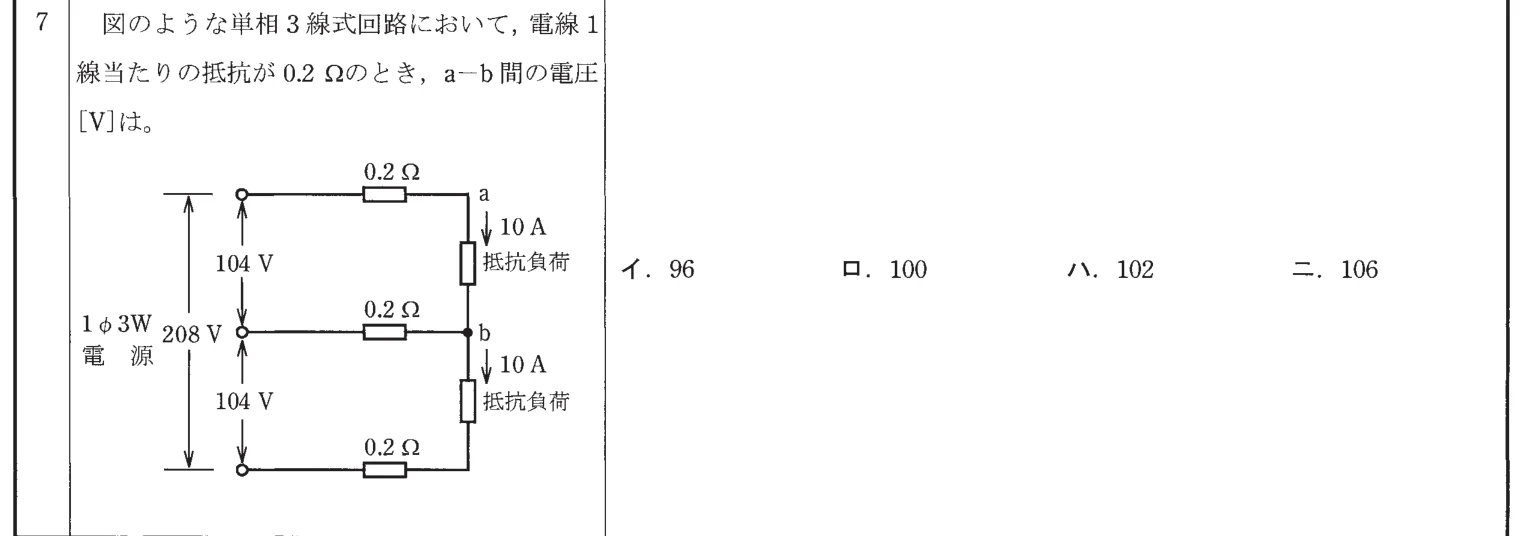 7
図のような単相3線式回路において，電線1
線当たりの抵抗が 0.2 Ωのとき，a－b間の電圧
[V]は。
0.2 Ω
a
10 A
抵抗負荷
104 V
0.2 Ω
1φ3W
電 源
208 V
b
10 A
抵抗負荷
104 V
0.2 Ω
イ．96 ロ．100 ハ．102 ニ．106